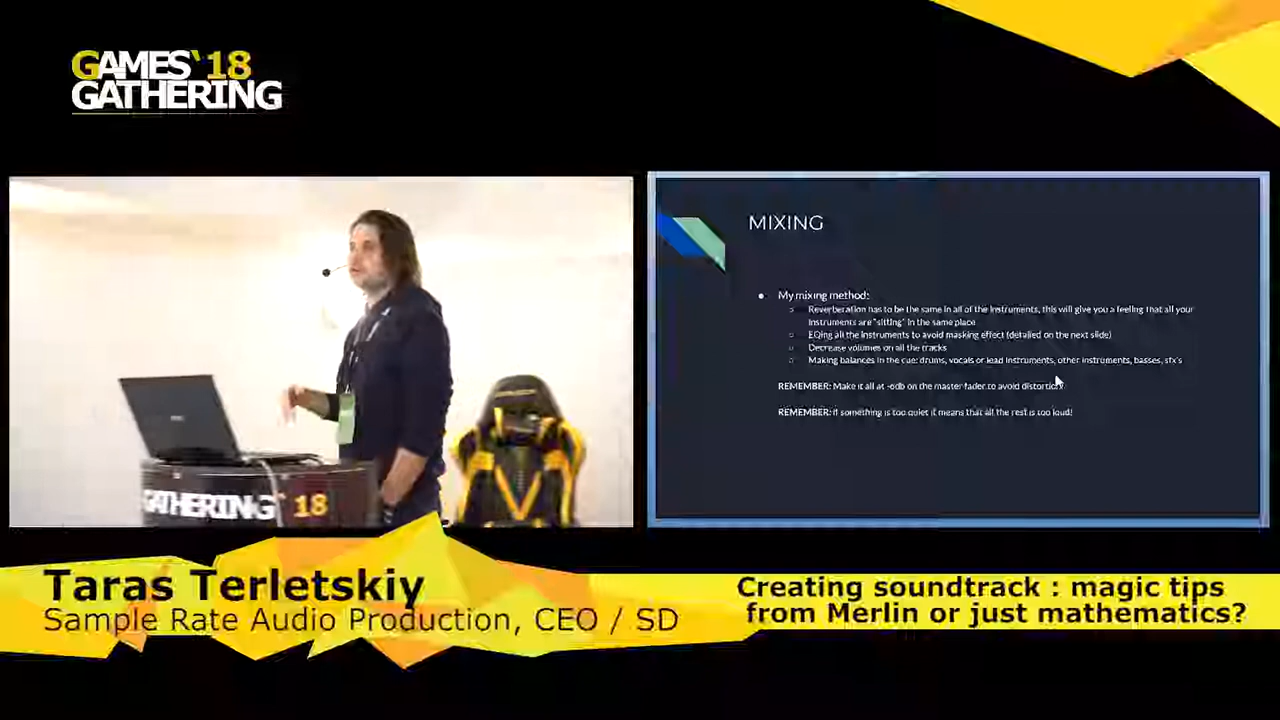 GAMES‘18
GATHERING
MIXING
My mixing method:
Reverberation has to be the same in all of the instruments, this will give you a feeling that all your
instruments are "sitting" in the same place
EQing all the instruments to avoid masking effect (detailed on the next slide)
Decrease volumes on all the tracks
Making balances in the cue: drums, vocals or lead instruments, other instruments, basses, sfx's
REMEMBER: Make it all at -6db on the master fader to avoid distortion
REMEMBER: if something is too quiet it means that all the rest is too loud!
GATHERING‘ 18
Taras Terletskiy
Sample Rate Audio Production, CEO / SD
Creating soundtrack : magic tips
from Merlin or just mathematics?